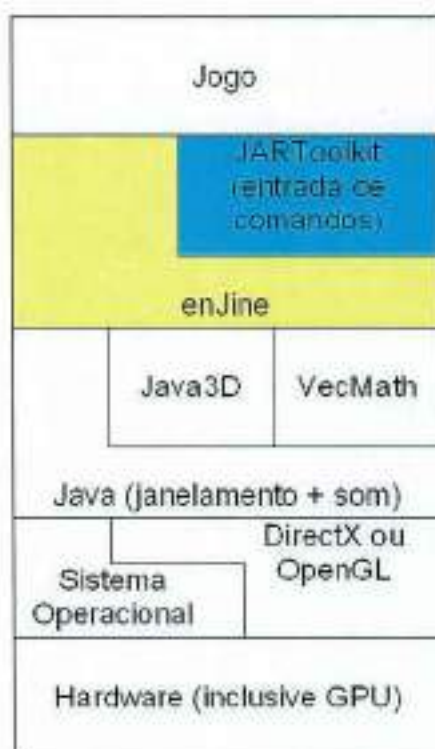 Jogo
JARToolkit
(entrada de
comandos)
enJine
Java3D
VecMath
Java (janelamento + som)
DirectX ou
OpenGL
Sistema
Operacional
Hardware (inclusive GPU)